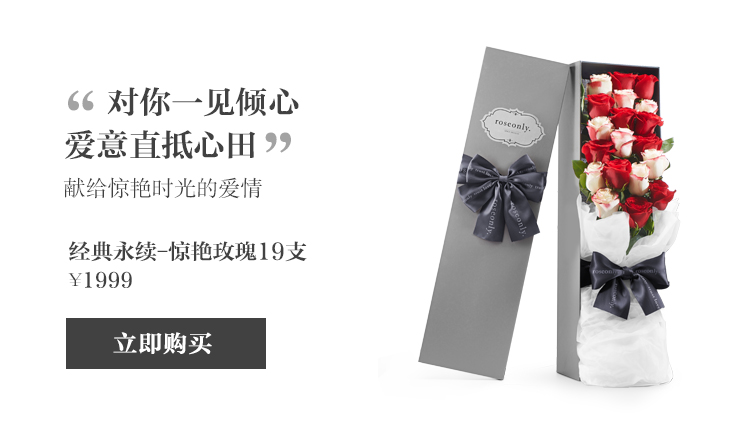 “ 对你一见倾心
爱意直抵心田 ”
献给惊艳时光的爱情
经典永续-惊艳玫瑰19支
¥1999
立即购买
roseonly.
roseonly.
roseonly.